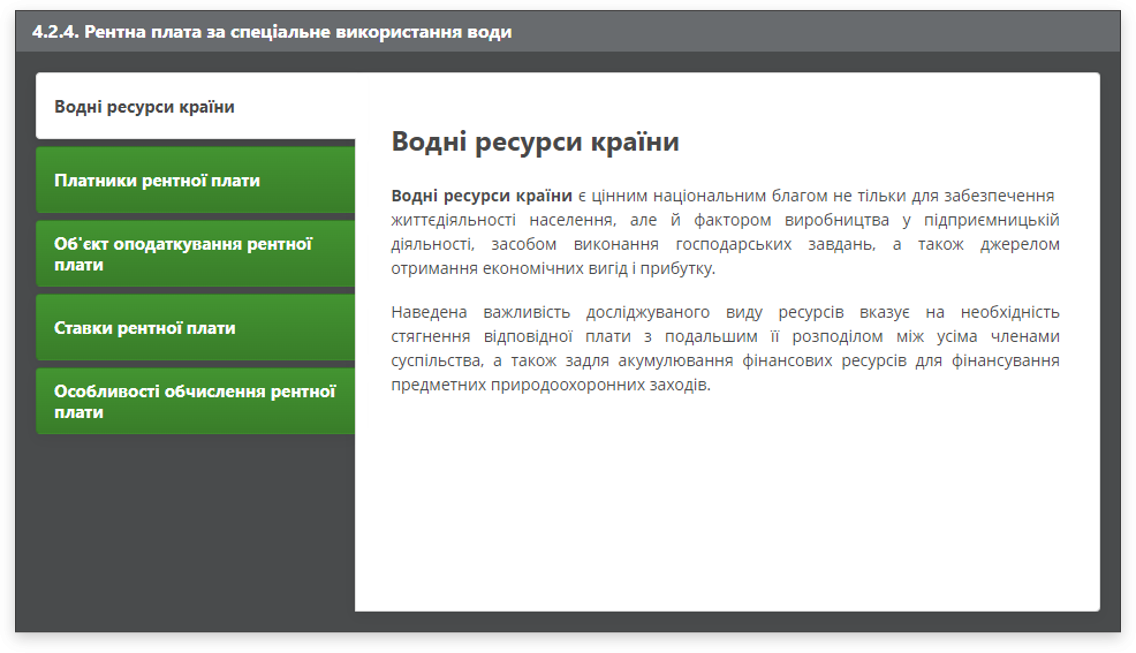 4.2.4. Рентна плата за спеціальне використання води
Водні ресурси країни
Платники рентної плати
Об'єкт оподаткування рентної
плати
Ставки рентної плати
Особливості обчислення рентної
плати
Водні ресурси країни
Водні ресурси країни є цінним національним благом не тільки для забезпечення
життєдіяльності населення, але й фактором виробництва у підприємницькій
діяльності, засобом виконання господарських завдань, а також джерелом
отримання економічних вигід і прибутку.
Наведена важливість досліджуваного виду ресурсів вказує на необхідність
стягнення відповідної плати з подальшим її розподілом між усіма членами
суспільства, а також задля акумулювання фінансових ресурсів для фінансування
предметних природоохоронних заходів.